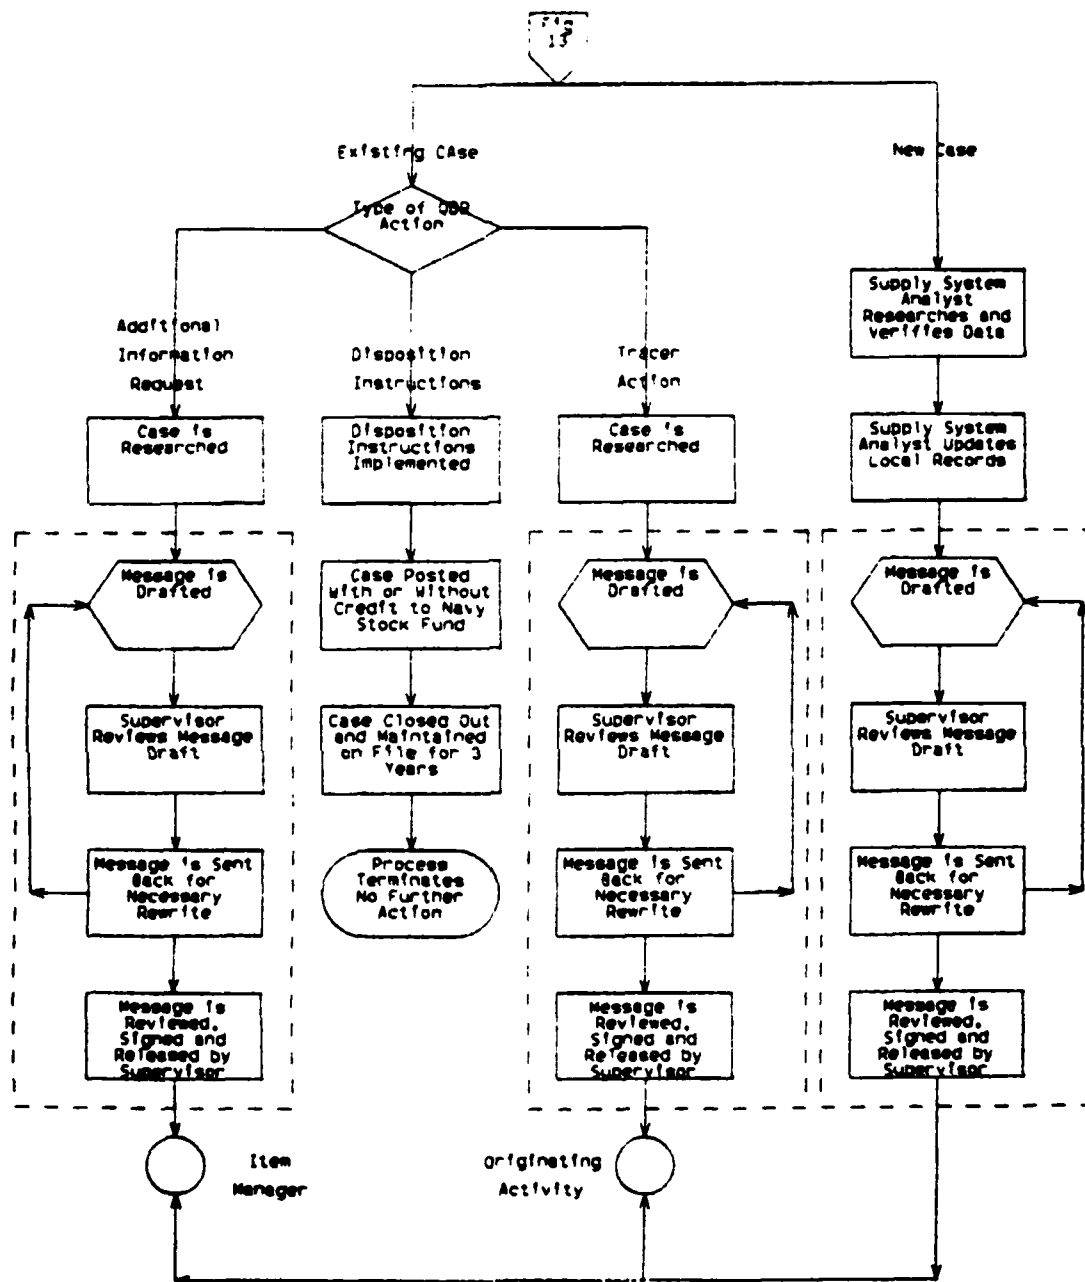 Fig
13
Existing CAse
New Case
Type of QDR
Action
Supply System
Analyst
Researches and
Verifies Data
Additional
Information
Request
Disposition
Instructions
Tracer
Action
Case is
Researched
Disposition
Instructions
Implemented
Case is
Researched
Supply System
Analyst Updates
Local Records
Message is
Drafted
Case Posted
With or Without
Credit to Navy
Stock Fund
Message is
Drafted
Message is
Drafted
Supervisor
Reviews Message
Draft
Case Closed Out
and Maintained
on File for 3
Years
Supervisor
Reviews Message
Draft
Supervisor
Reviews Message
Draft
Message is Sent
Back for
Necessary
Rewrite
Process
Terminates
No Further
Action
Message is Sent
Back for
Necessary
Rewrite
Message is Sent
Back for
Necessary
Rewrite
Message is
Reviewed,
Signed and
Released by
Supervisor
Message is
Reviewed,
Signed and
Released by
Supervisor
Message is
Reviewed,
Signed and
Released by
Supervisor
Item
Manager
Originating
Activity